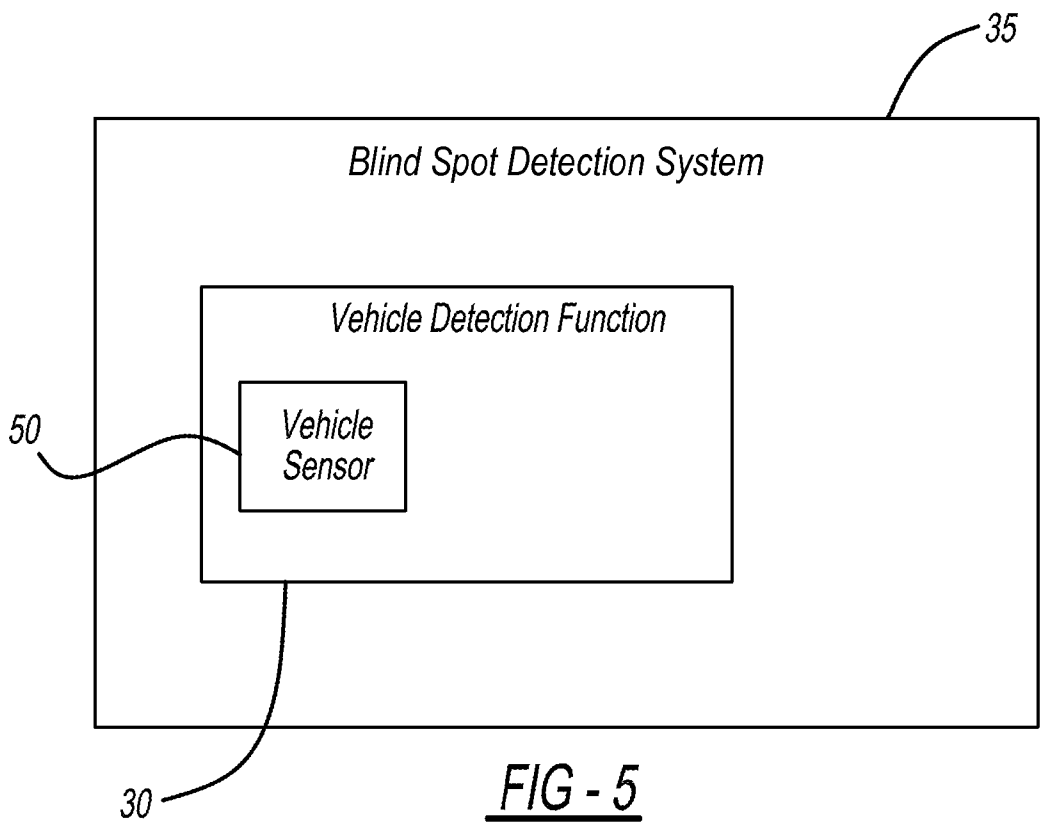 35
Blind Spot Detection System
Vehicle Detection Function
50
Vehicle
Sensor
30
FIG - 5